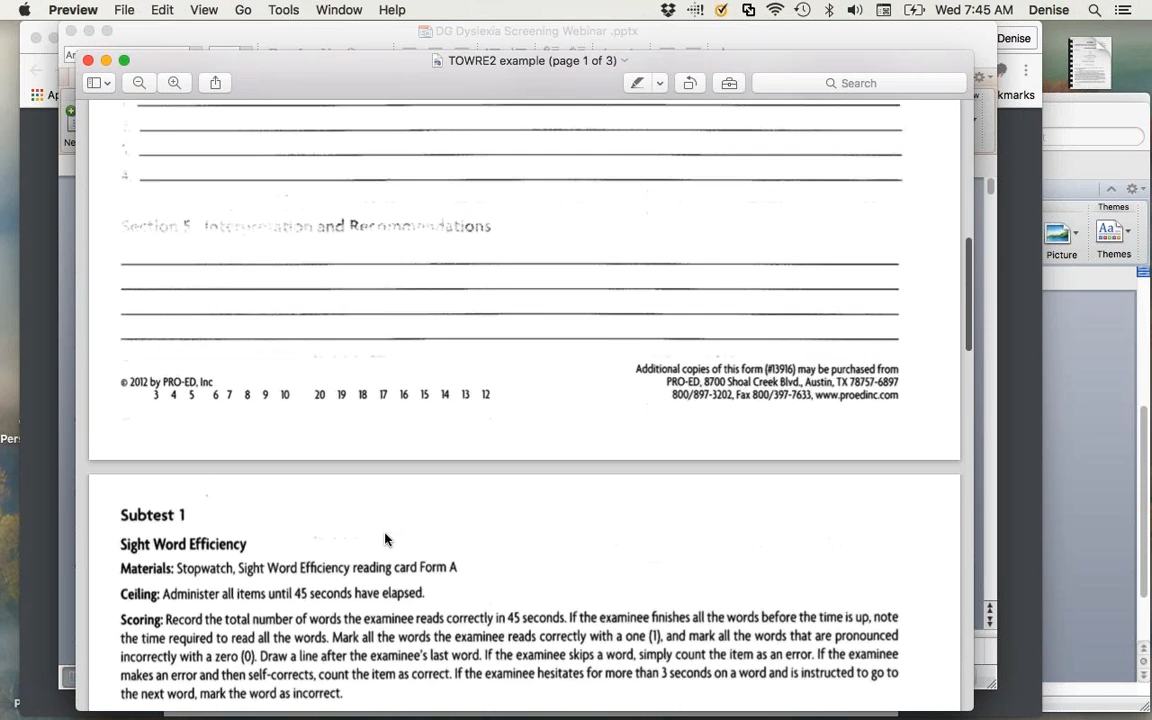 Preview File Edit View Go Tools Window Help Wed 7:45 AM Denise
DG Dyslexia Screening Webinar .pptx
Denise
TOWRE2 example (page 1 of 3)
Search
kmarks
Ne
4.
Section 5 Interpretation and Recommendations
Themes
Picture Themes
Additional copies of this form (#13916) may be purchased from
© 2012 by PRO-ED, Inc PRO-ED, 8700 Shoal Creek Blvd., Austin, TX 78757-6897
3 4 5 6 7 8 9 10 20 19 18 17 16 15 14 13 12 800/897-3202, Fax 800/397-7633, www.proedinc.com
Per
Subtest 1
Sight Word Efficiency
Materials: Stopwatch, Sight Word Efficiency reading card Form A
Ceiling: Administer all items until 45 seconds have elapsed.
Scoring: Record the total number of words the examinee reads correctly in 45 seconds. If the examinee finishes all the words before the time is up, note
the time required to read all the words. Mark all the words the examinee reads correctly with a one (1), and mark all the words that are pronounced
incorrectly with a zero (0). Draw a line after the examinee's last word. If the examinee skips a word, simply count the item as an error. If the examinee
makes an error and then self-corrects, count the item as correct. If the examinee hesitates for more than 3 seconds on a word and is instructed to go to
the next word, mark the word as incorrect.